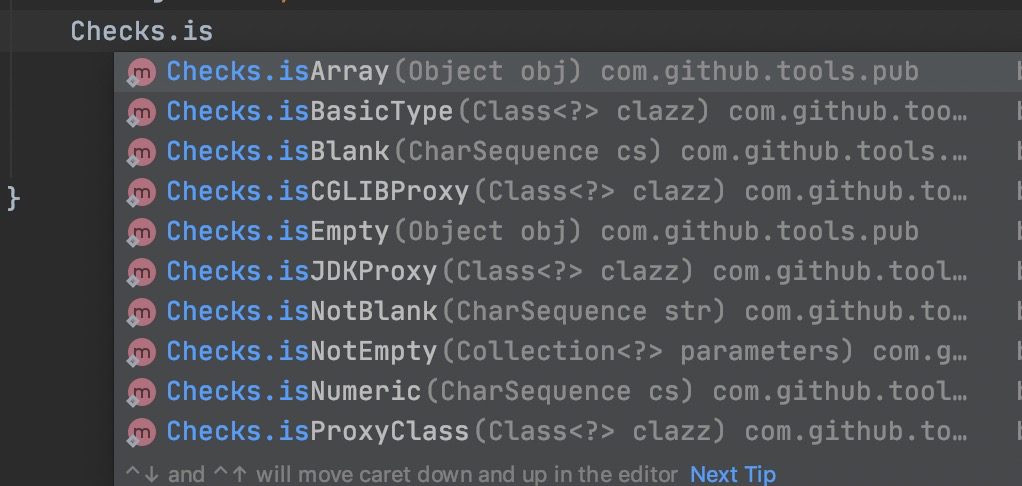 Checks.is
m Checks.isArray(Object obj) com.github.tools.pub
m Checks.isBasicType(Class<?> clazz) com.github.too…
m Checks.isBlank(CharSequence cs) com.github.tools.…
m Checks.isCGLIBProxy(Class<?> clazz) com.github.to…
m Checks.isEmpty(Object obj) com.github.tools.pub
m Checks.isJDKProxy(Class<?> clazz) com.github.tool…
m Checks.isNotBlank(CharSequence str) com.github.to…
m Checks.isNotEmpty(Collection<?> parameters) com.g…
m Checks.isNumeric(CharSequence cs) com.github.tool…
m Checks.isProxyClass(Class<?> clazz) com.github.to…
}
^↓ and ^↑ will move caret down and up in the editor Next Tip